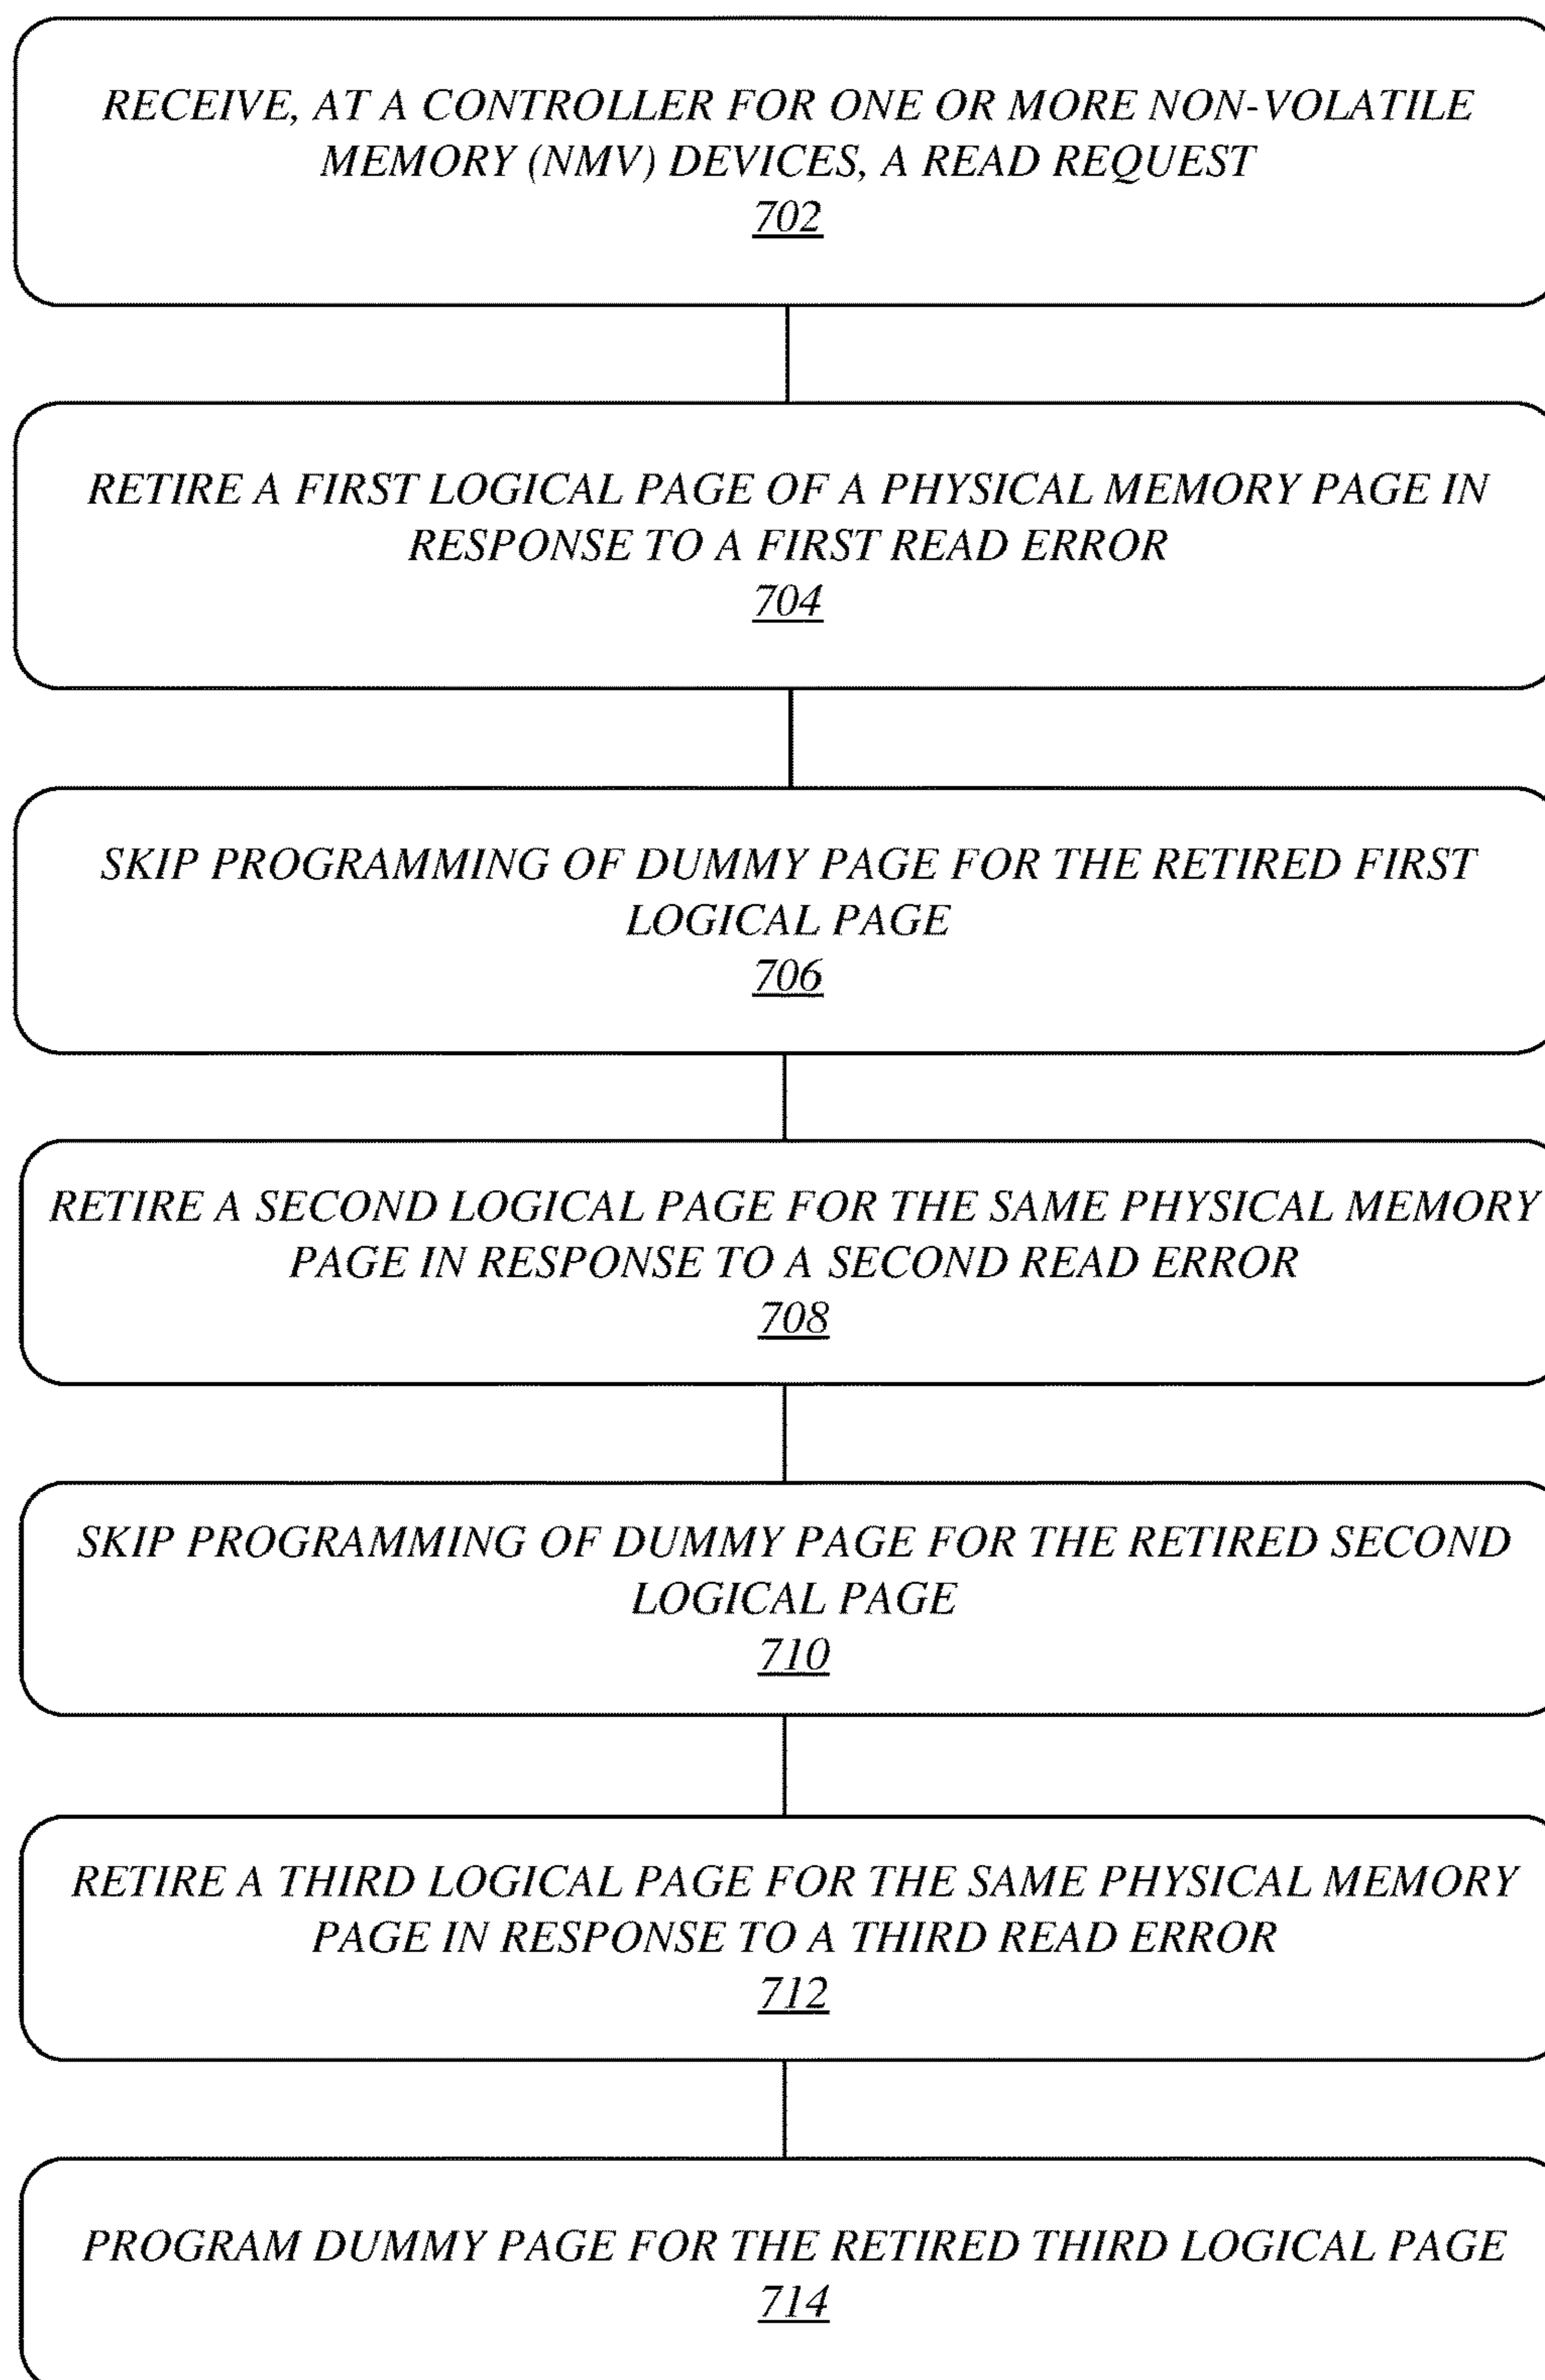 RECEIVE, AT A CONTROLLER FOR ONE OR MORE NON-VOLATILE
MEMORY (NMV) DEVICES, A READ REQUEST
702
RETIRE A FIRST LOGICAL PAGE OF A PHYSICAL MEMORY PAGE IN
RESPONSE TO A FIRST READ ERROR
704
SKIP PROGRAMMING OF DUMMY PAGE FOR THE RETIRED FIRST
LOGICAL PAGE
706
RETIRE A SECOND LOGICAL PAGE FOR THE SAME PHYSICAL MEMORY
PAGE IN RESPONSE TO A SECOND READ ERROR
708
SKIP PROGRAMMING OF DUMMY PAGE FOR THE RETIRED SECOND
LOGICAL PAGE
710
RETIRE A THIRD LOGICAL PAGE FOR THE SAME PHYSICAL MEMORY
PAGE IN RESPONSE TO A THIRD READ ERROR
712
PROGRAM DUMMY PAGE FOR THE RETIRED THIRD LOGICAL PAGE
714